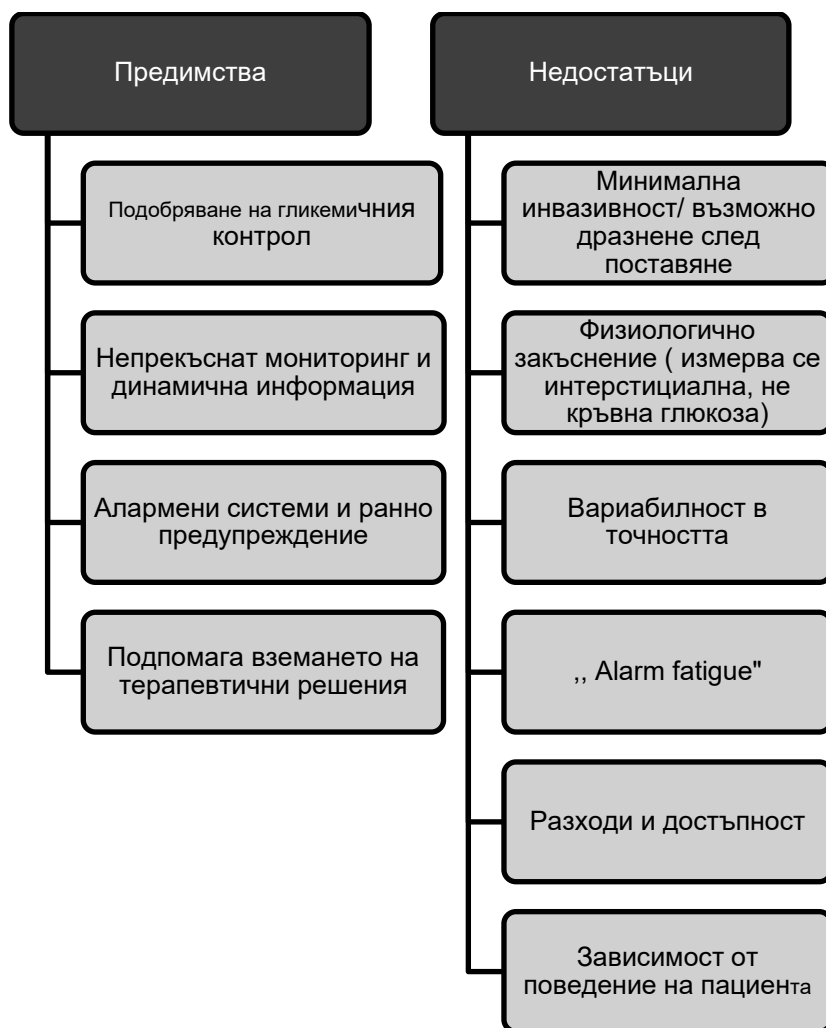 Предимства
Подобряване на гликемичния
контрол
Непрекъснат мониторинг и
динамична информация
Алармени системи и ранно
предупреждение
Подпомага вземането на
терапевтични решения
Недостатъци
Минимална
инвазивност/ възможно
дразнене след
поставяне
Физиологично
закъснение ( измерва се
интерстициална, не
кръвна глюкоза)
Вариабилност в
точността
,, Alarm fatigue"
Разходи и достъпност
Зависимост от
поведение на пациента